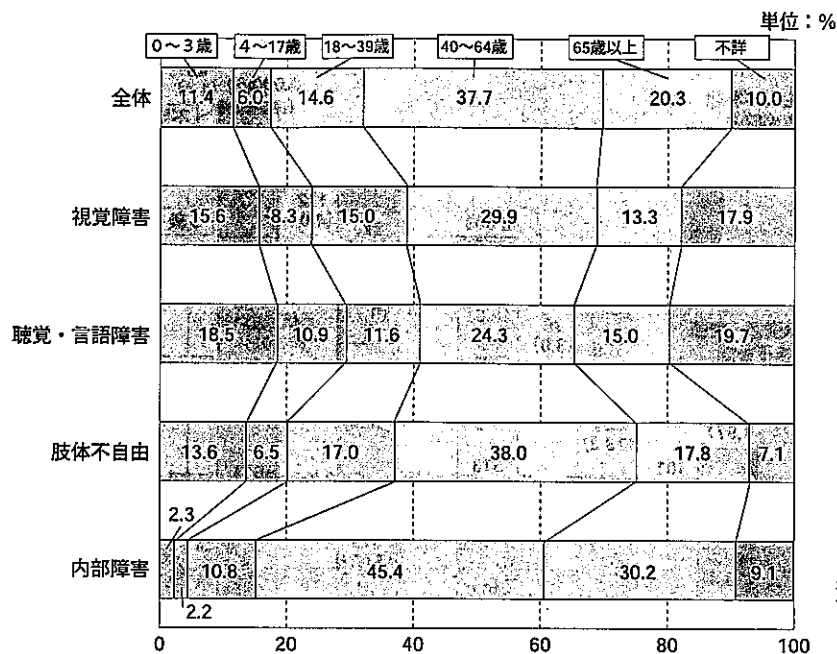 単位：%
0～3歳 4～17歳 18～39歳 40～64歳 65歳以上 不詳
全体 11.4 6.0 14.6 37.7 20.3 10.0
視覚障害 15.6 8.3 15.0 29.9 13.3 17.9
聴覚・言語障害 18.5 10.9 11.6 24.3 15.0 19.7
肢体不自由 13.6 6.5 17.0 38.0 17.8 7.1
2.3
内部障害 10.8 45.4 30.2 9.1
2.2
0 20 40 60 80 100